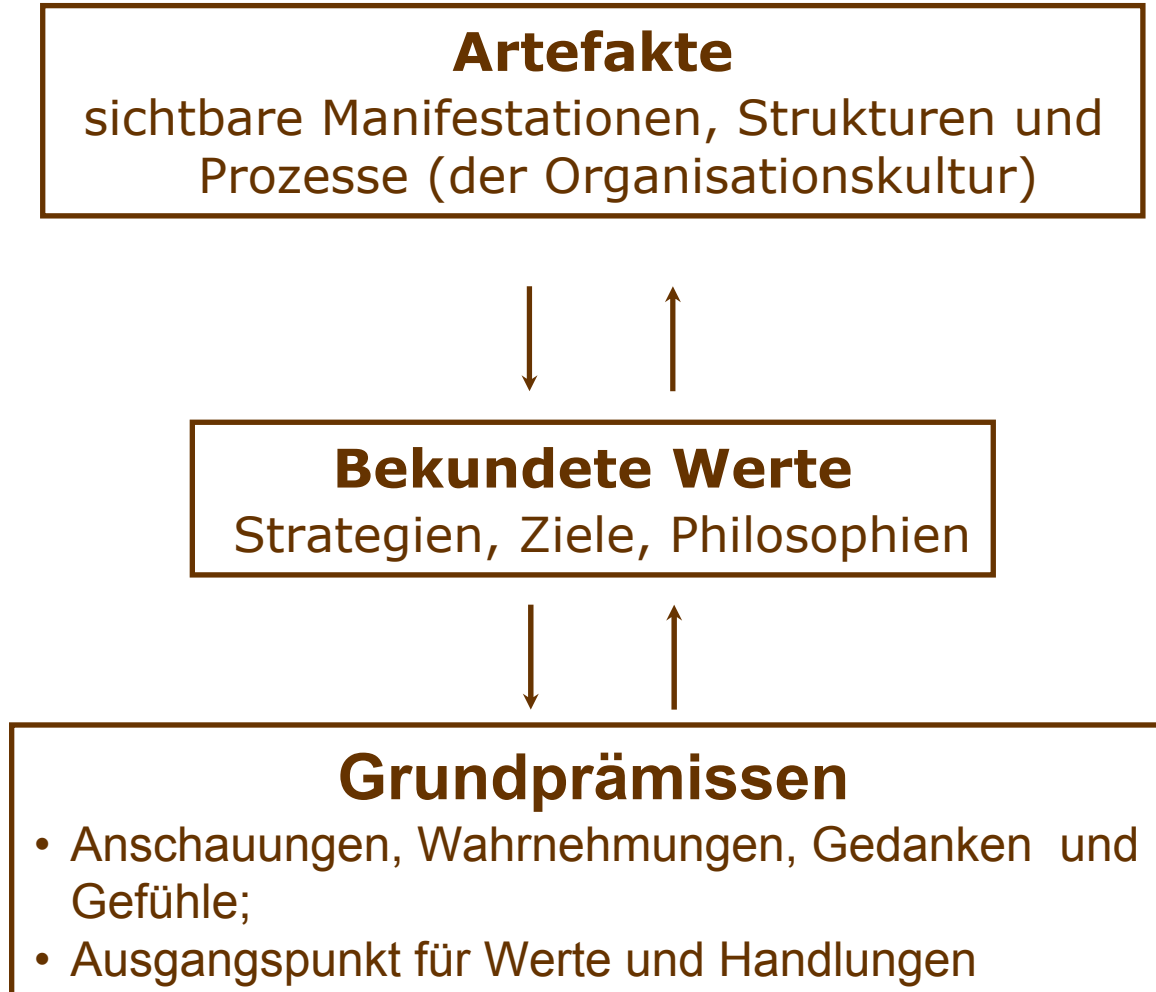 Artefakte
sichtbare Manifestationen, Strukturen und
Prozesse (der Organisationskultur)
Bekundete Werte
Strategien, Ziele, Philosophien
Grundprämissen
• Anschauungen, Wahrnehmungen, Gedanken und
Gefühle;
• Ausgangspunkt für Werte und Handlungen